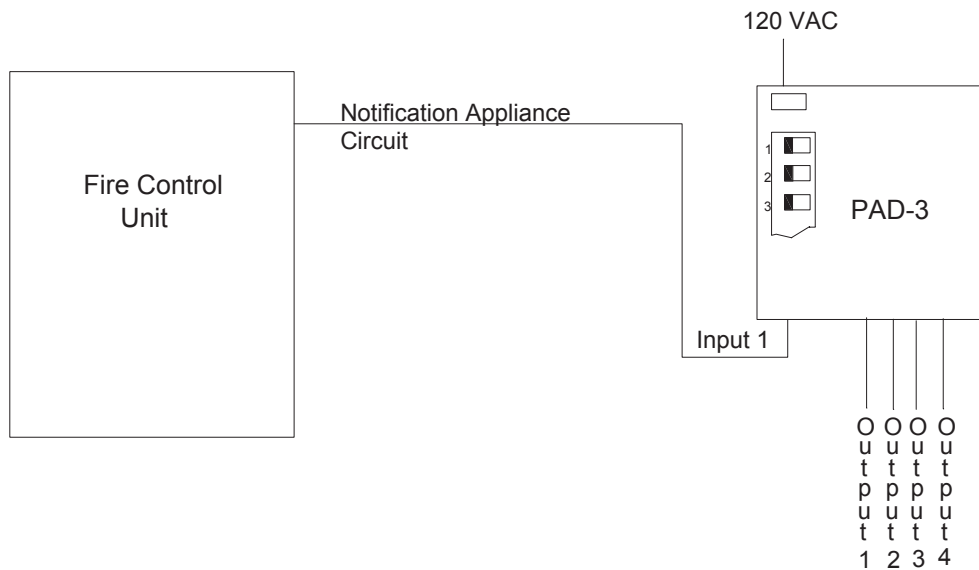 120 VAC
Notification Appliance
Circuit
Fire Control
Unit
1
2
3
PAD-3
Input 1
Output 1
Output 2
Output 3
Output 4